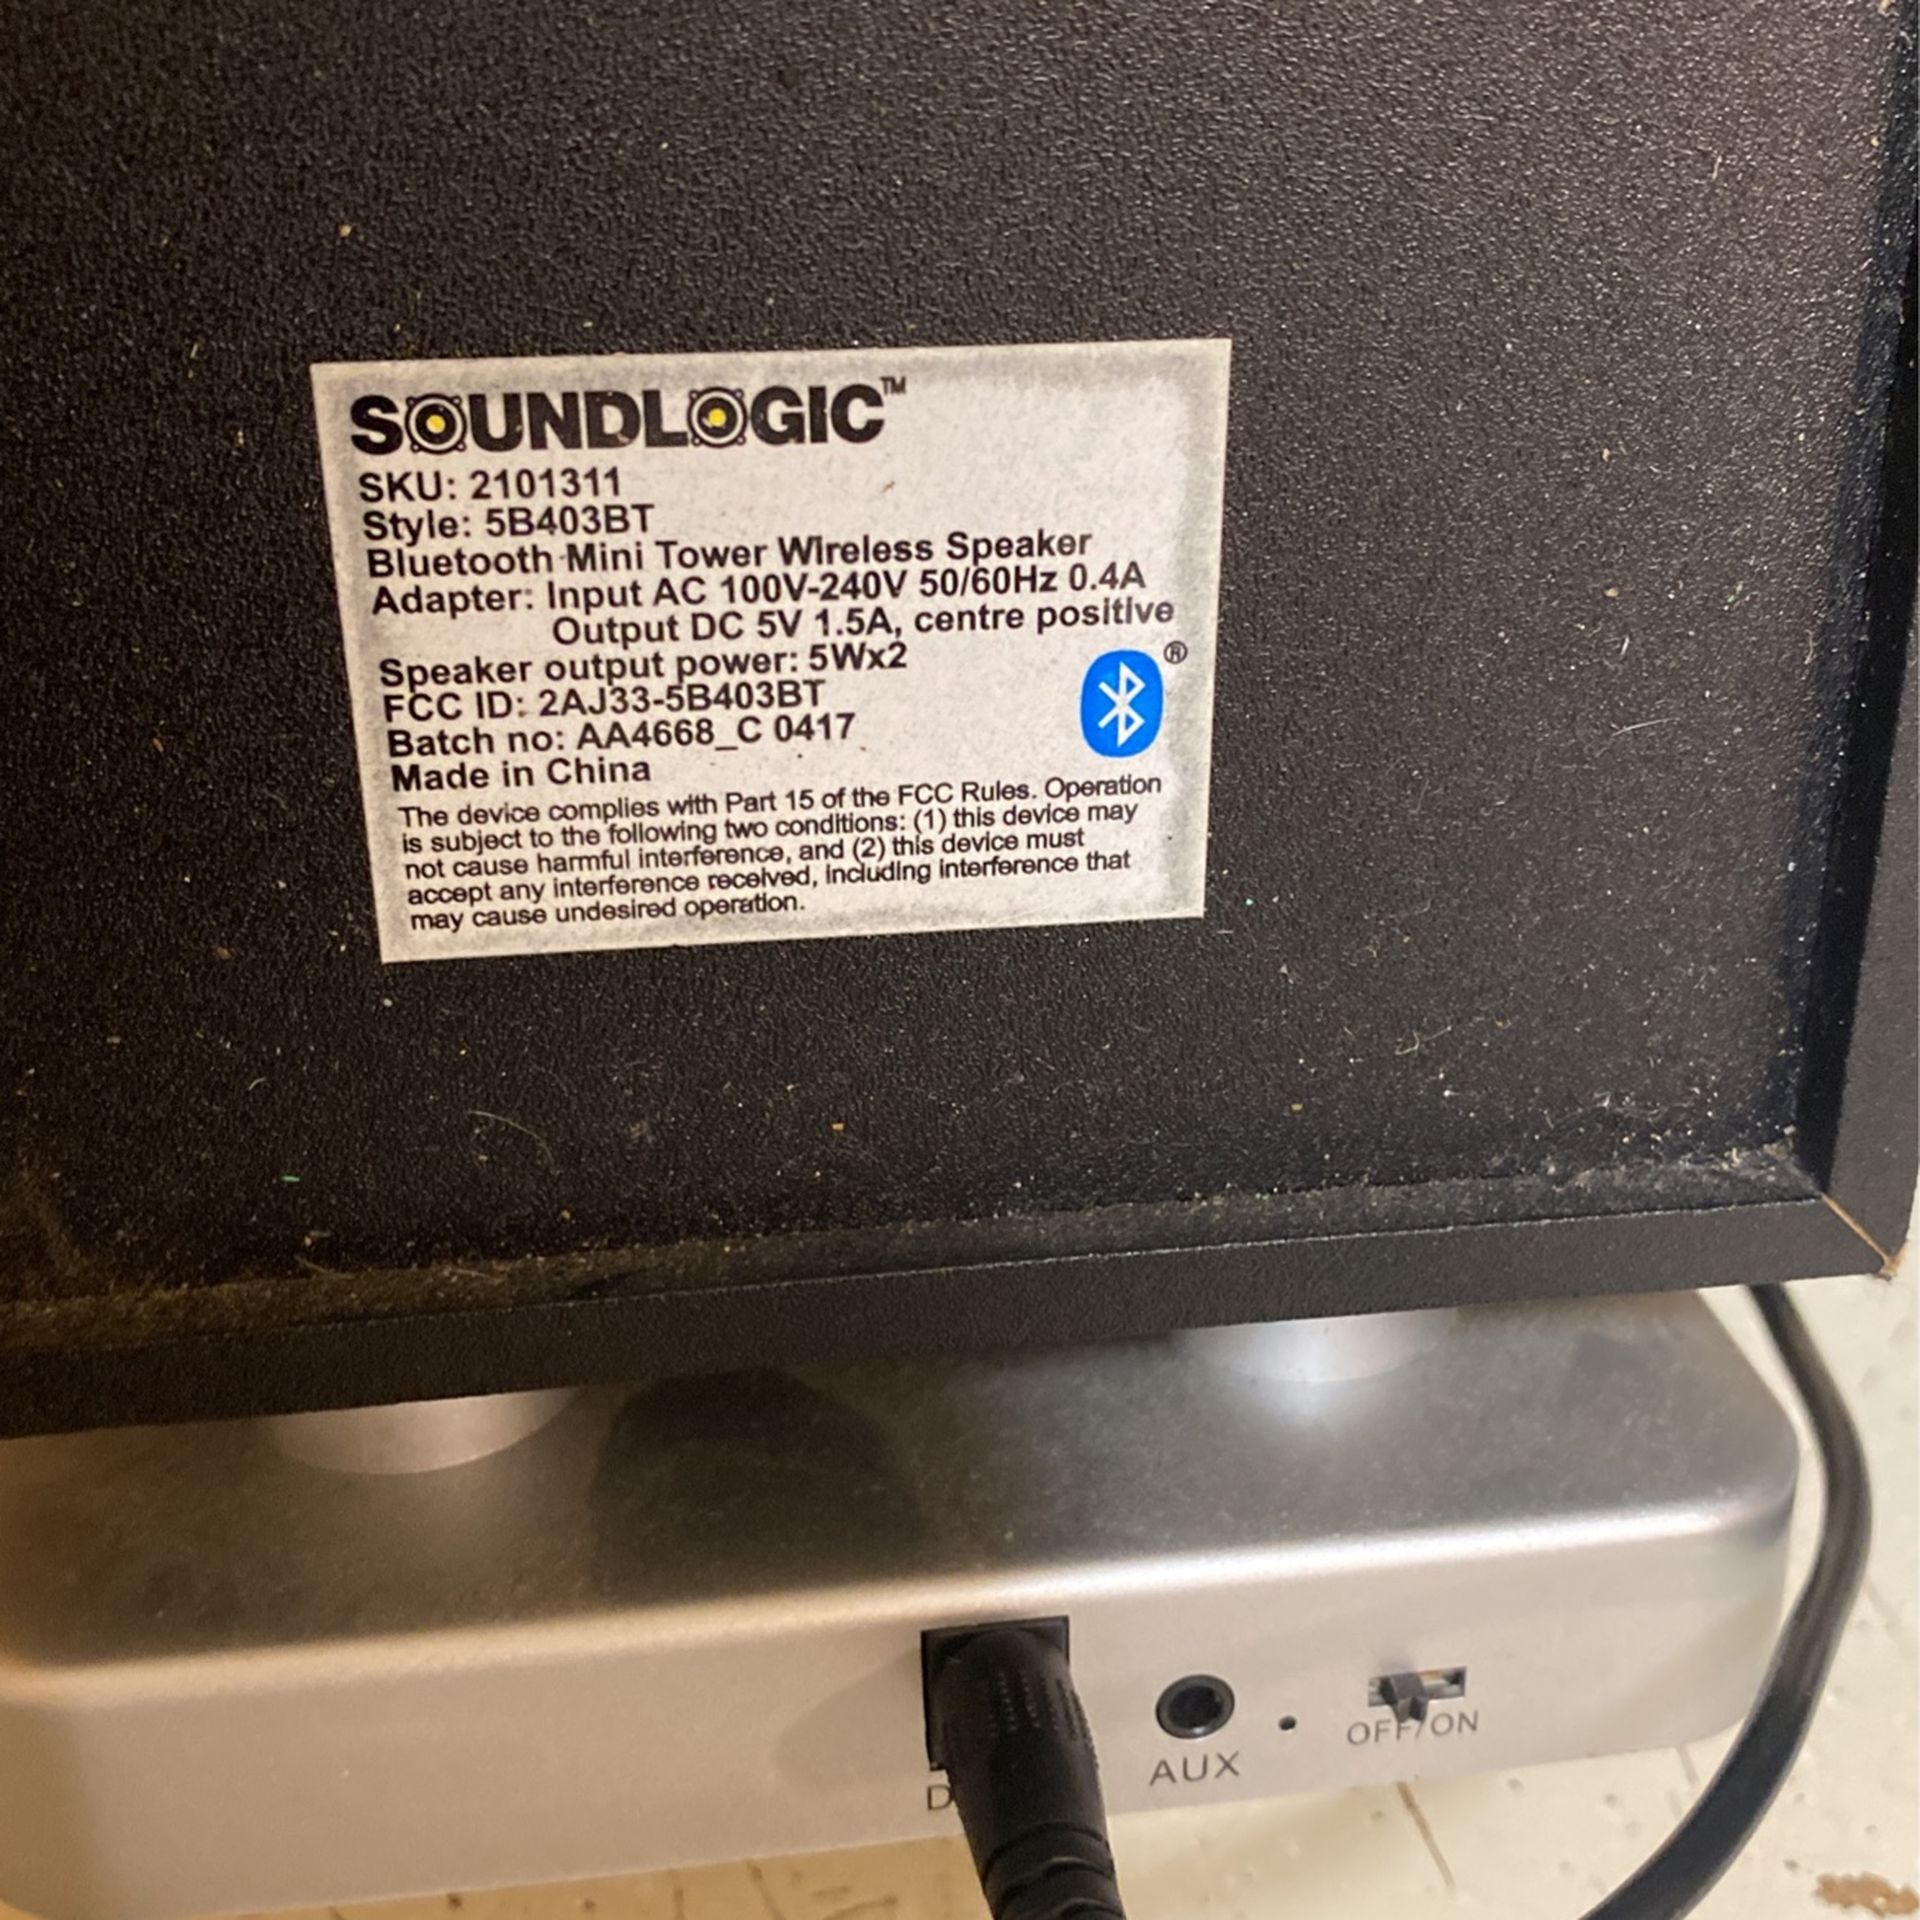 SOUNDLOGIC™
SKU: 2101311
Style: 5B403BT
Bluetooth Mini Tower Wireless Speaker
Adapter: Input AC 100V-240V 50/60Hz 0.4A
Output DC 5V 1.5A, centre positive
Speaker output power: 5Wx2
FCC ID: 2AJ33-5B403BT
Batch no: AA4668_C 0417
Made in China
®
The device complies with Part 15 of the FCC Rules. Operation
is subject to the following two conditions: (1) this device may
not cause harmful interference, and (2) this device must
accept any interference received, including interference that
may cause undesired operation.
AUX
OFF/ON